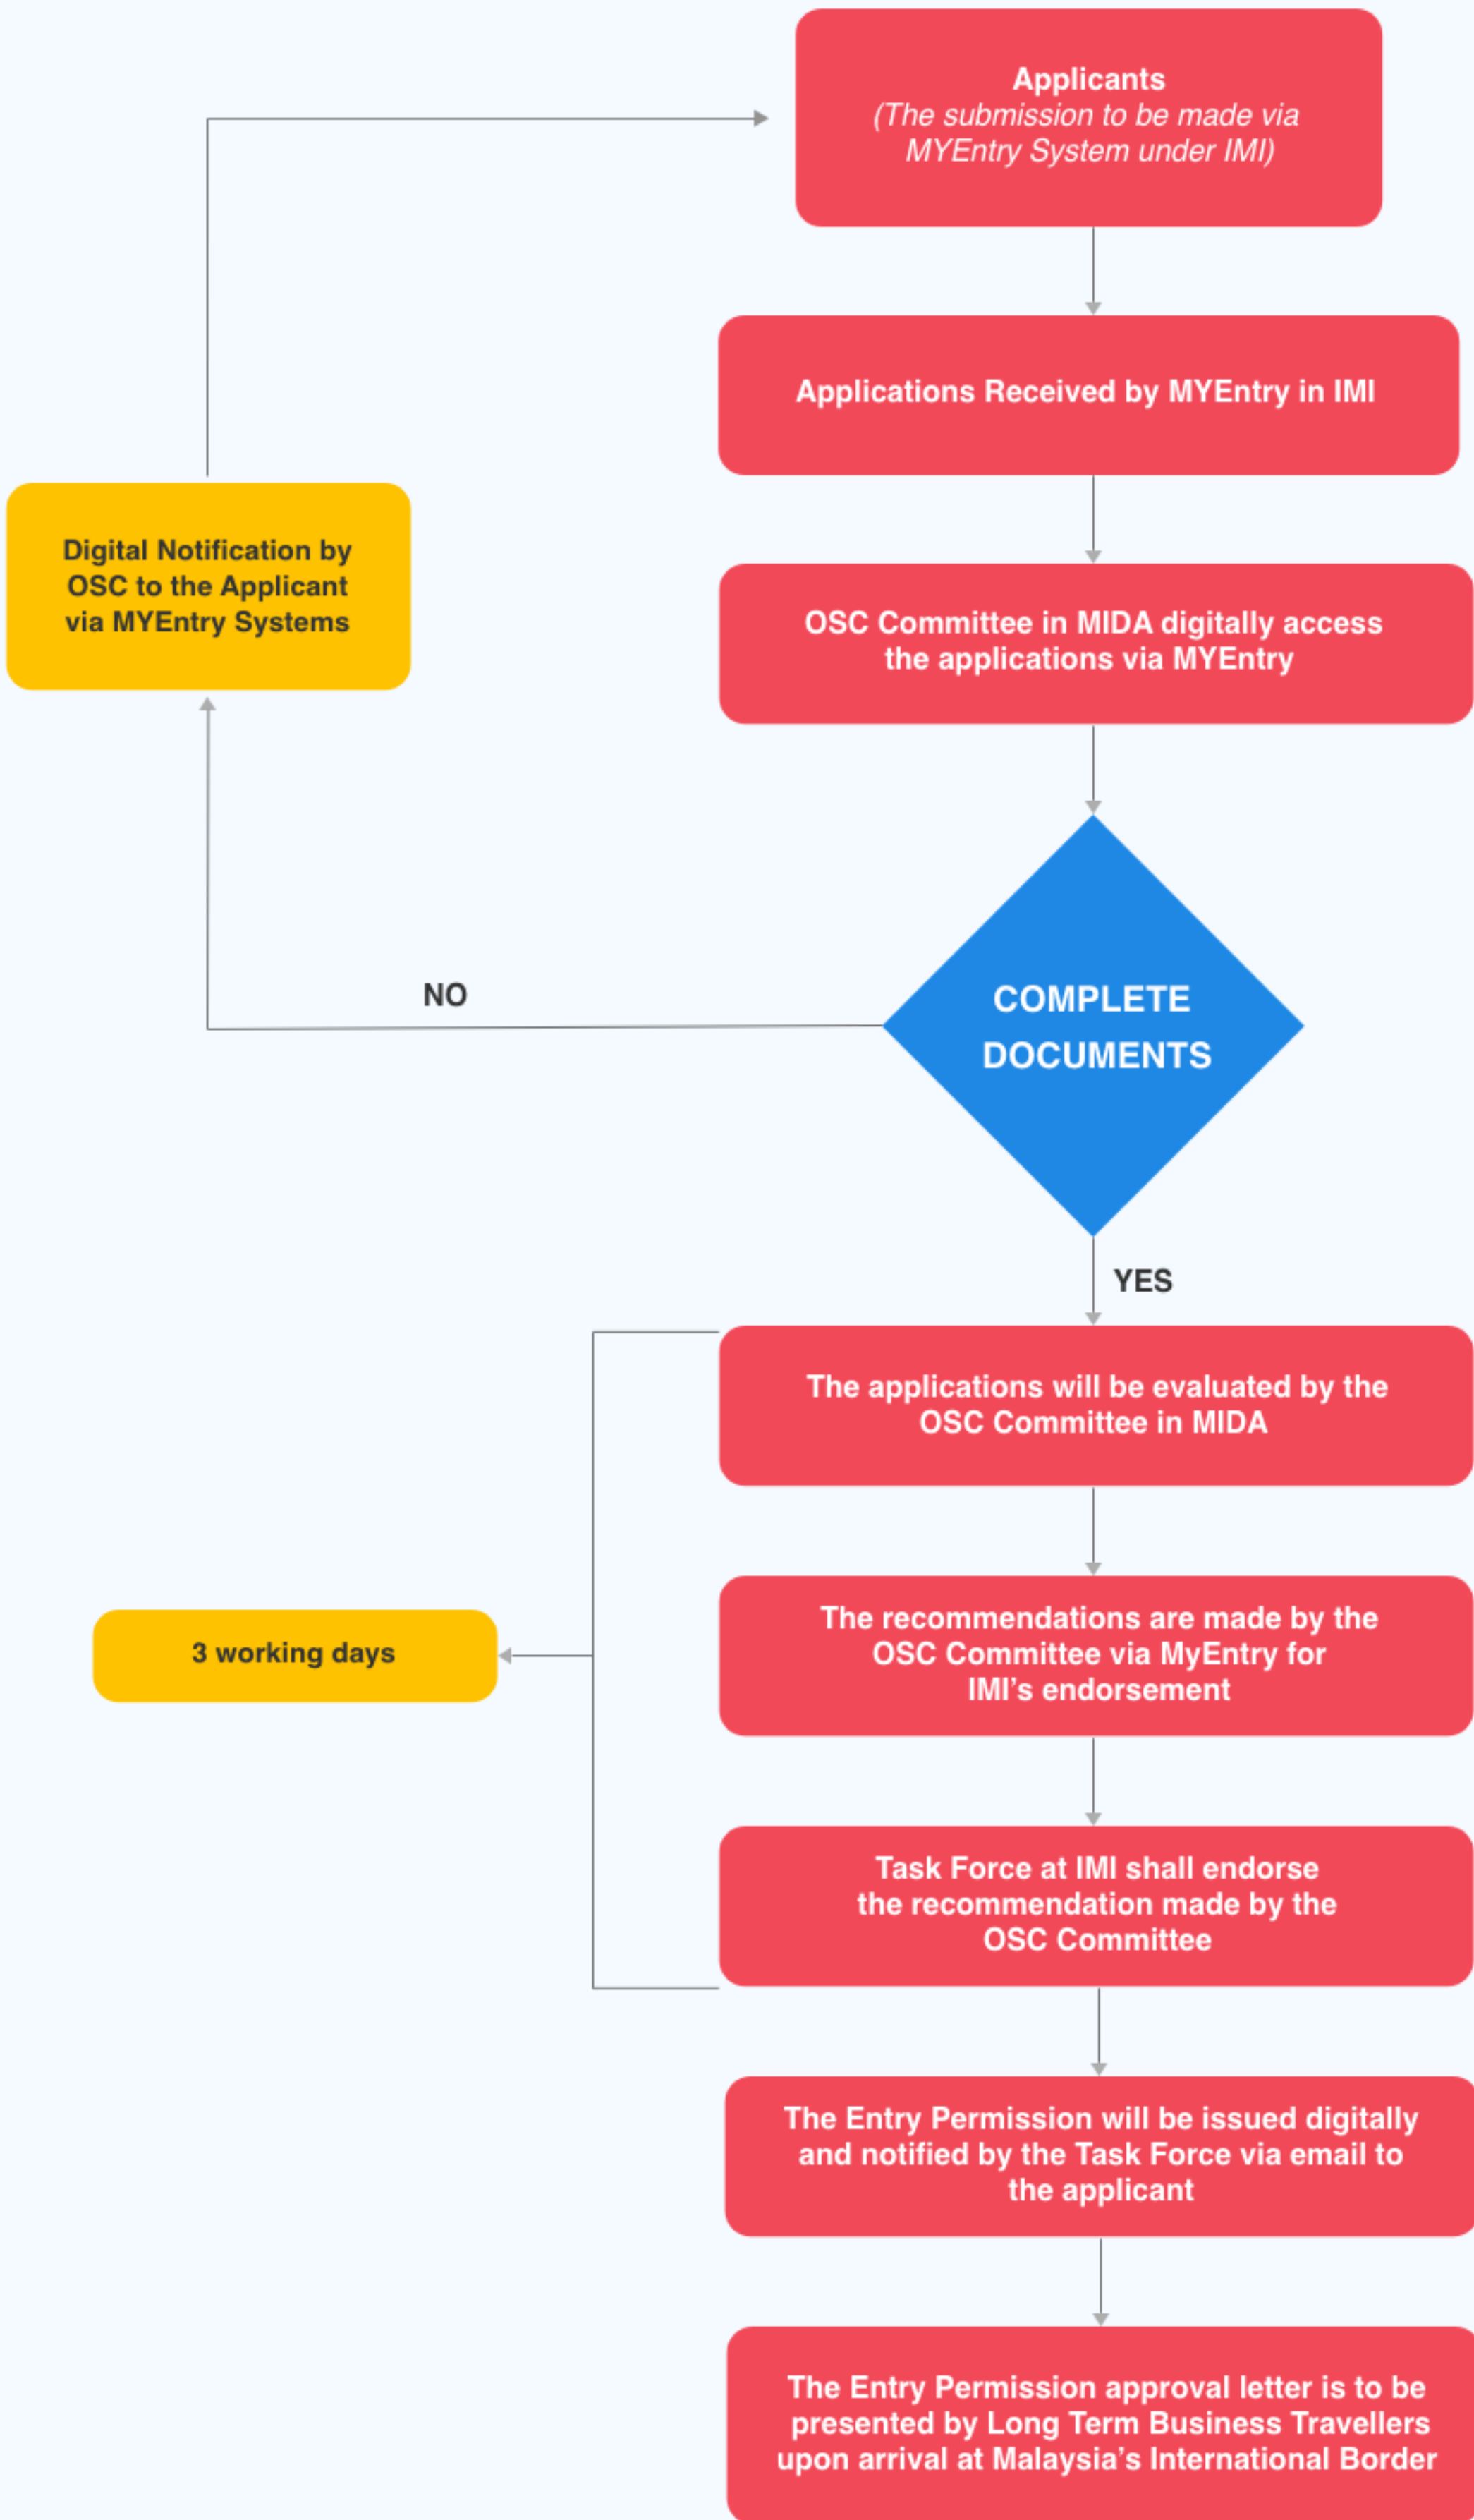 Applicants
(The submission to be made via
MYEntry System under IMI)
Applications Received by MYEntry in IMI
Digital Notification by
OSC to the Applicant
via MYEntry Systems
OSC Committee in MIDA digitally access
the applications via MYEntry
NO
COMPLETE
DOCUMENTS
YES
The applications will be evaluated by the
OSC Committee in MIDA
3 working days
The recommendations are made by the
OSC Committee via MyEntry for
IMI’s endorsement
Task Force at IMI shall endorse
the recommendation made by the
OSC Committee
The Entry Permission will be issued digitally
and notified by the Task Force via email to
the applicant
The Entry Permission approval letter is to be
presented by Long Term Business Travellers
upon arrival at Malaysia’s International Border